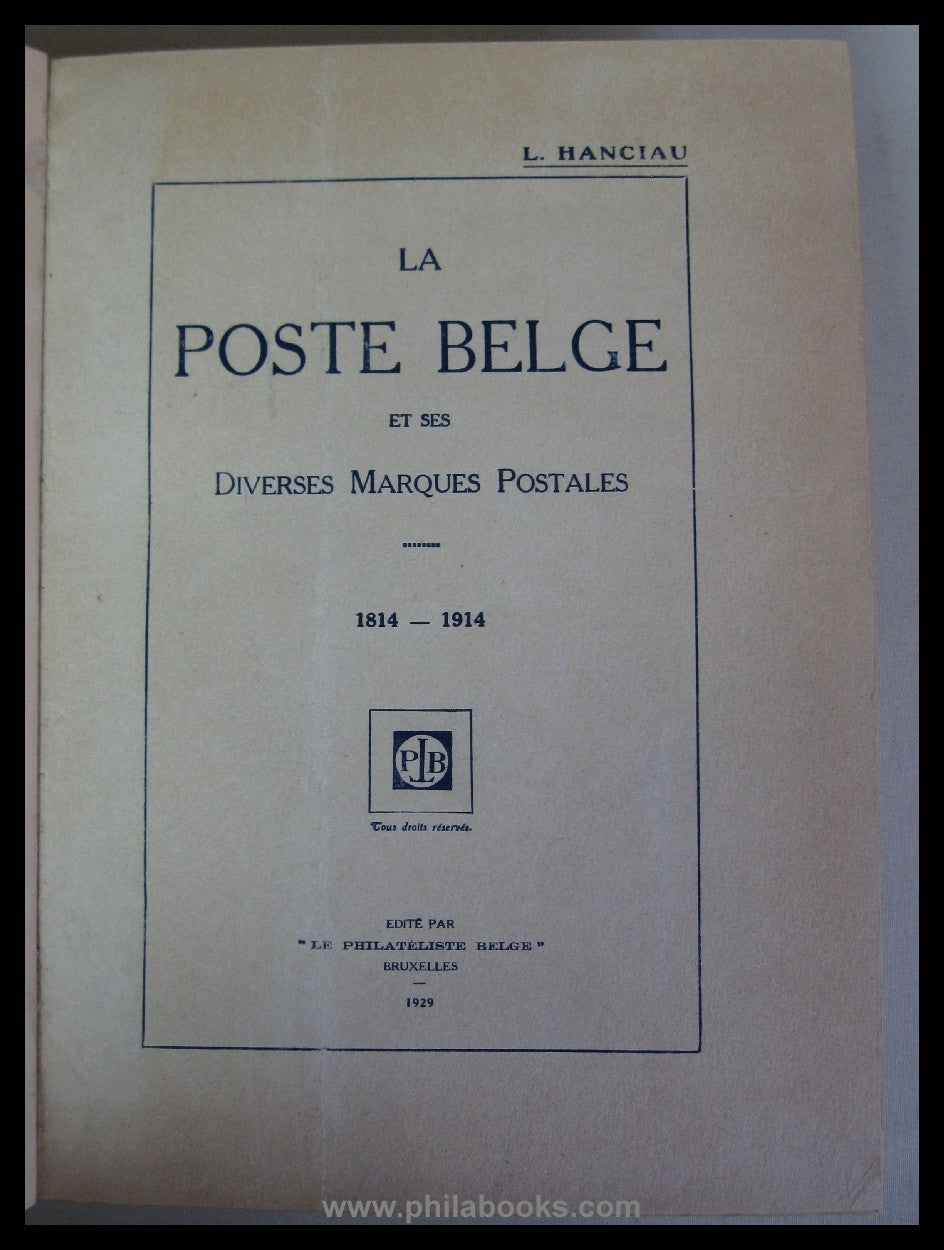 L. HANCIAU
LA
POSTE BELGE
ET SES
DIVERSES MARQUES POSTALES
1814 — 1914
PLB
Tous droits réservés.
EDITÉ PAR
"LE PHILATÉLISTE BELGE"
BRUXELLES
—
1929
www.philabooks.com